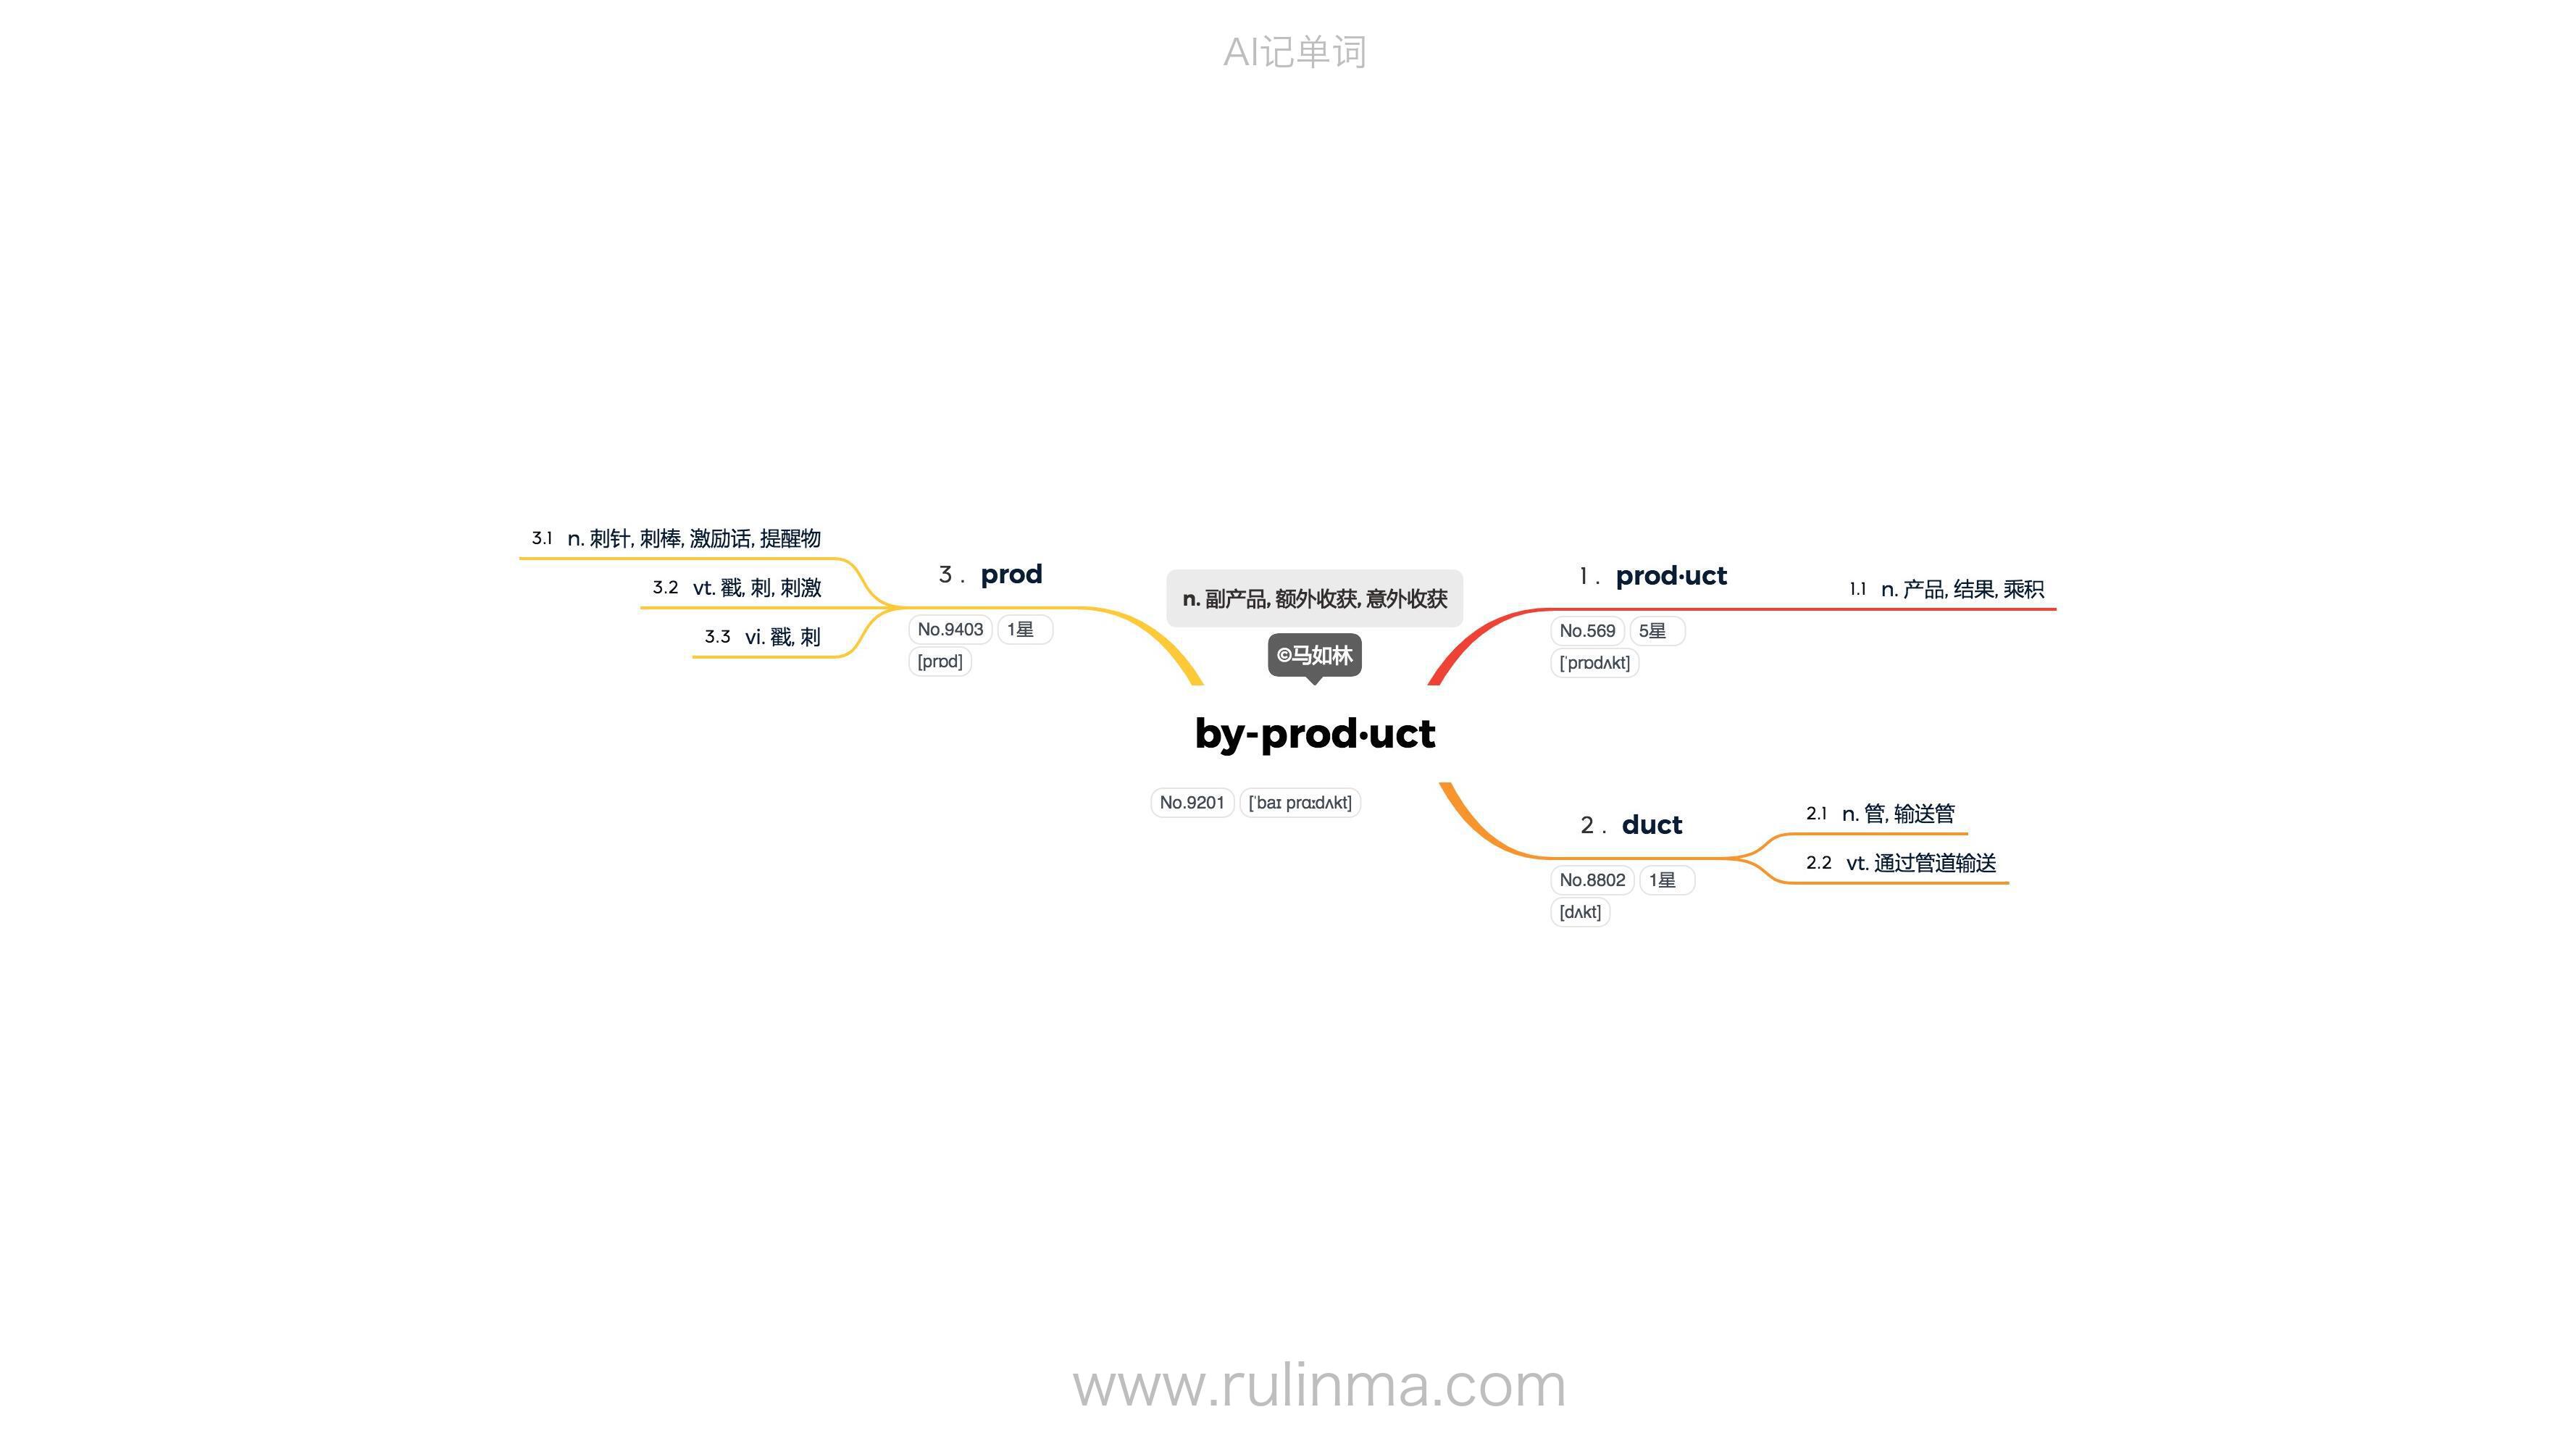 AI记单词
n. 副产品, 额外收获, 意外收获
©马如林
by-prod·uct
No.9201 [ˈbaɪ prɑːdʌkt]
1. prod·uct
No.569 5星
[ˈprɒdʌkt]
1.1 n. 产品, 结果, 乘积
2. duct
No.8802 1星
[dʌkt]
2.1 n. 管, 输送管
2.2 vt. 通过管道输送
3. prod
No.9403 1星
[prɒd]
3.1 n. 刺针, 刺棒, 激励话, 提醒物
3.2 vt. 戳, 刺, 刺激
3.3 vi. 戳, 刺
www.rulinma.com